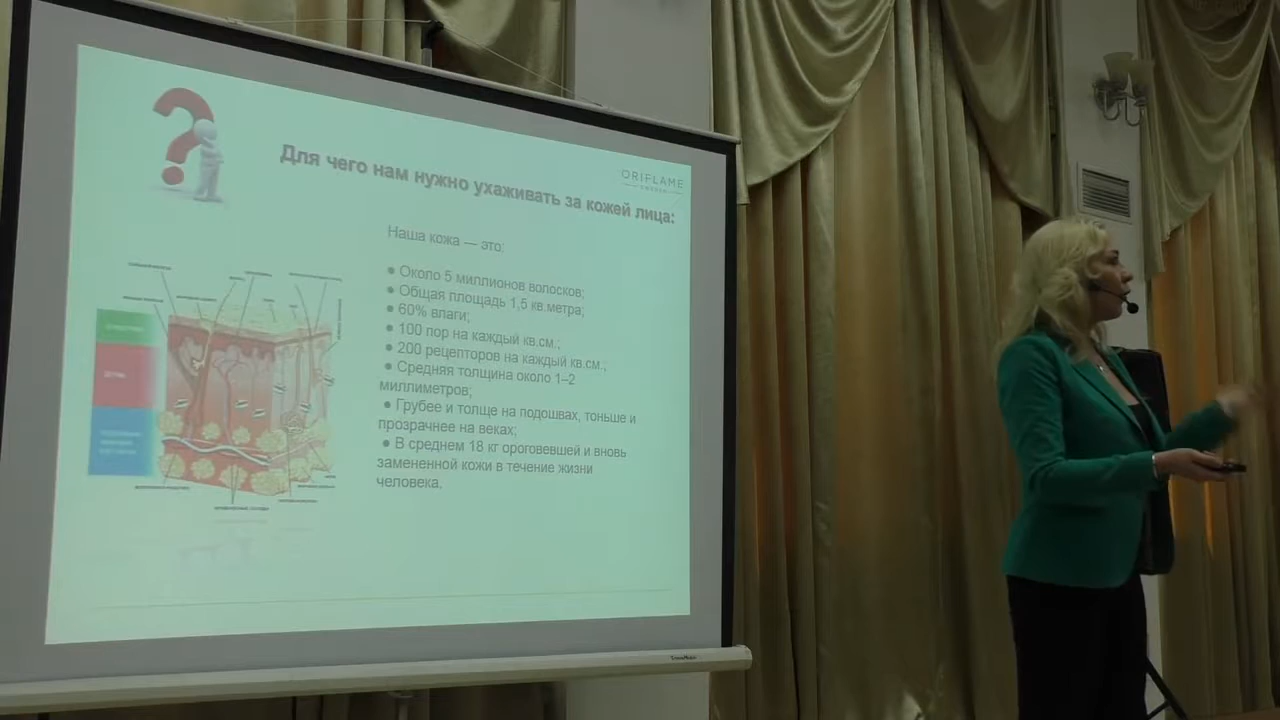 Для чего нам нужно ухаживать за кожей лица:
ORIFLAME
SWEDEN
Наша кожа — это:
● Около 5 миллионов волосков;
● Общая площадь 1,5 кв.метра;
● 60% влаги;
● 100 пор на каждый кв.см.;
● 200 рецепторов на каждый кв.см.;
● Средняя толщина около 1–2
миллиметров;
● Грубее и толще на подошвах, тоньше и
прозрачнее на веках;
● В среднем 18 кг ороговевшей и вновь
замененной кожи в течение жизни
человека.